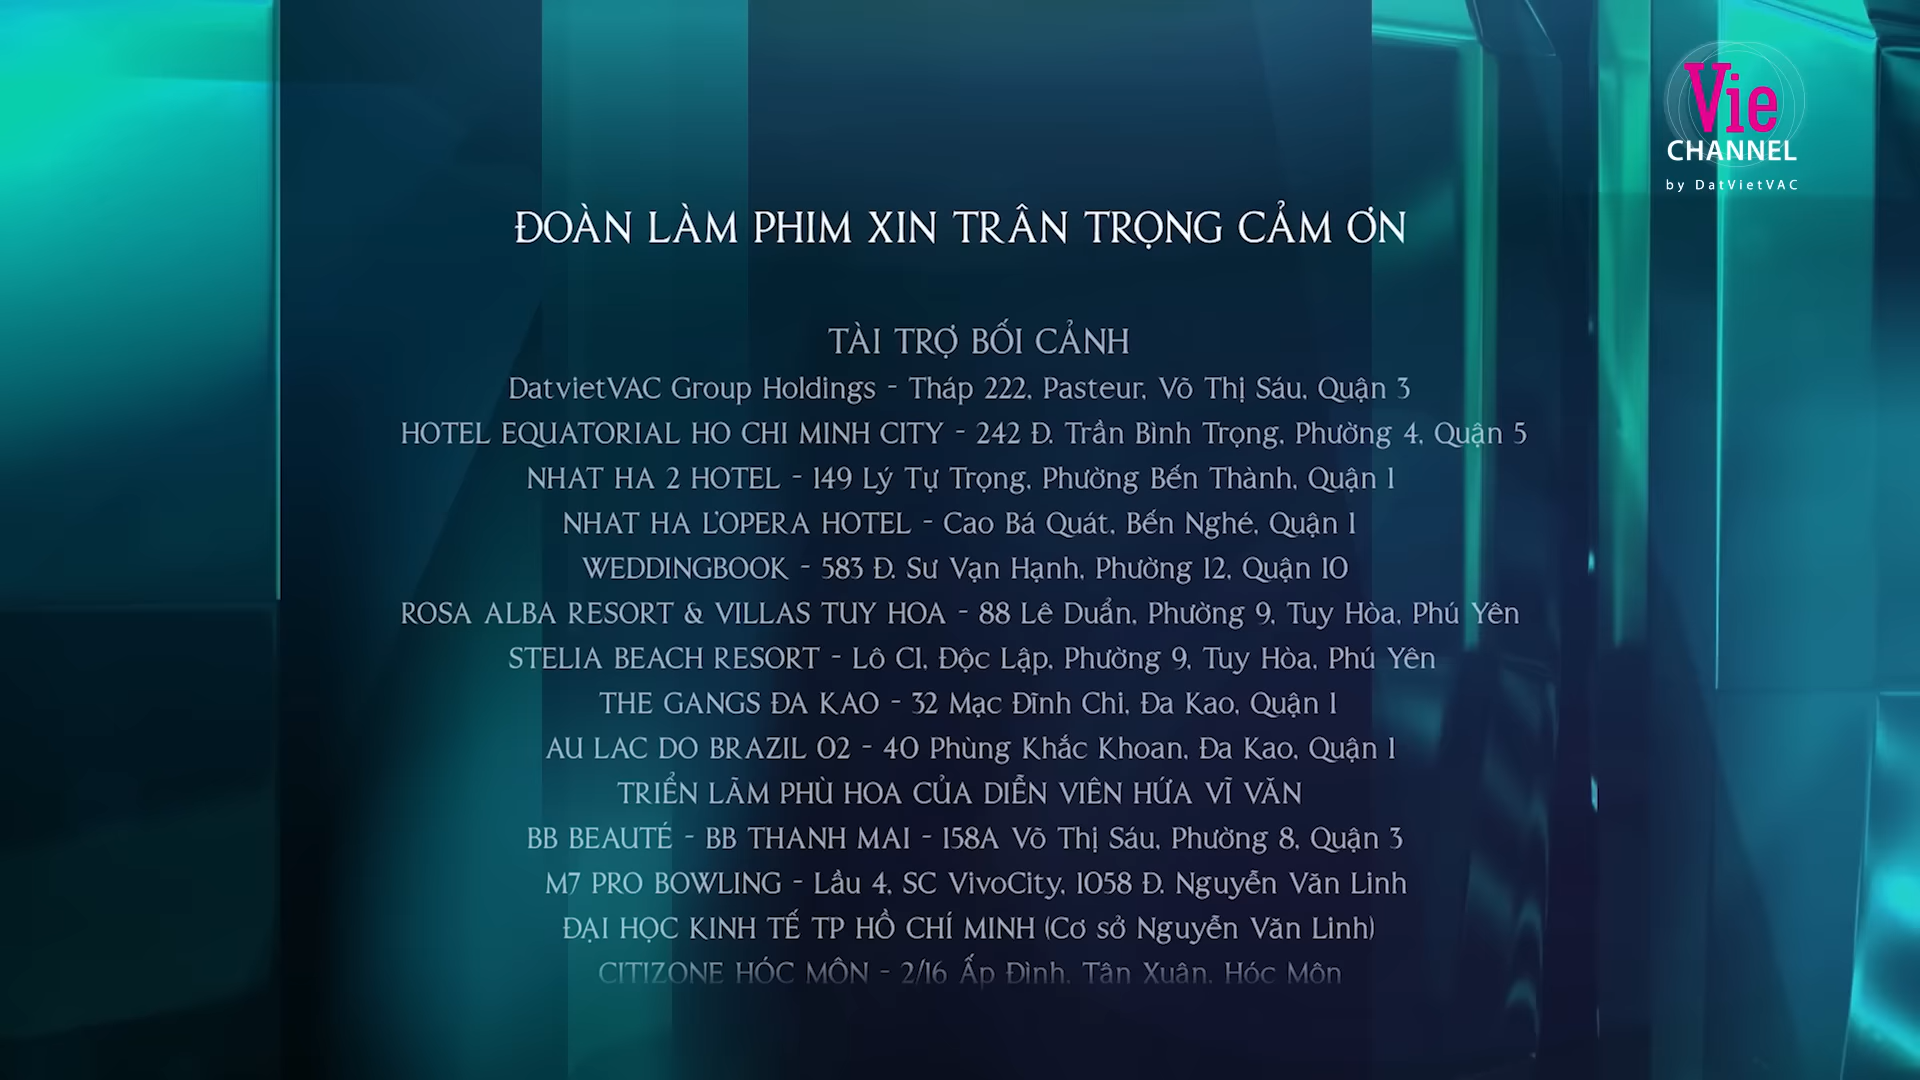 Vie
CHANNEL
by DatVietVAC
ĐOÀN LÀM PHIM XIN TRÂN TRỌNG CẢM ƠN
TÀI TRỢ BỐI CẢNH
DatvietVAC Group Holdings - Tháp 222, Pasteur, Võ Thị Sáu, Quận 3
HOTEL EQUATORIAL HO CHI MINH CITY - 242 Đ. Trần Bình Trọng, Phường 4, Quận 5
NHAT HA 2 HOTEL - 149 Lý Tự Trọng, Phường Bến Thành, Quận 1
NHAT HA L'OPERA HOTEL - Cao Bá Quát, Bến Nghé, Quận 1
WEDDINGBOOK - 583 Đ. Sư Vạn Hạnh, Phường 12, Quận 10
ROSA ALBA RESORT & VILLAS TUY HOA - 88 Lê Duẩn, Phường 9, Tuy Hòa, Phú Yên
STELIA BEACH RESORT - Lô C1, Độc Lập, Phường 9, Tuy Hòa, Phú Yên
THE GANGS ĐA KAO - 32 Mạc Đĩnh Chi, Đa Kao, Quận 1
AU LAC DO BRAZIL 02 - 40 Phùng Khắc Khoan, Đa Kao, Quận 1
TRIỂN LÃM PHÙ HOA CỦA DIỄN VIÊN HỨA VĨ VĂN
BB BEAUTÉ - BB THANH MAI - 158A Võ Thị Sáu, Phường 8, Quận 3
M7 PRO BOWLING - Lầu 4, SC VivoCity, 1058 Đ. Nguyễn Văn Linh
ĐẠI HỌC KINH TẾ TP HỒ CHÍ MINH (Cơ sở Nguyễn Văn Linh)
CITIZONE HÓC MÔN - 2/16 Ấp Đình, Tân Xuân, Hóc Môn